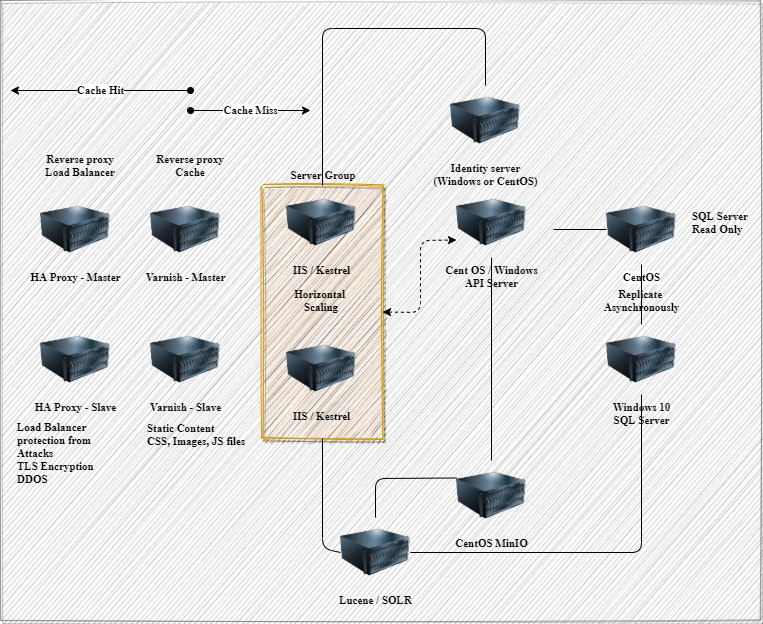 Cache Hit
Cache Miss
Reverse proxy
Load Balancer
Reverse proxy
Cache
Server Group
Identity server
(Windows or CentOS)
SQL Server
Read Only
HA Proxy - Master
Varnish - Master
IIS / Kestrel
Cent OS / Windows
API Server
CentOS
Horizontal
Scaling
Replicate
Asynchronously
HA Proxy - Slave
Varnish - Slave
IIS / Kestrel
Windows 10
SQL Server
Load Balancer
protection from
Attacks
TLS Encryption
DDOS
Static Content
CSS, Images, JS files
CentOS MinIO
Lucene / SOLR